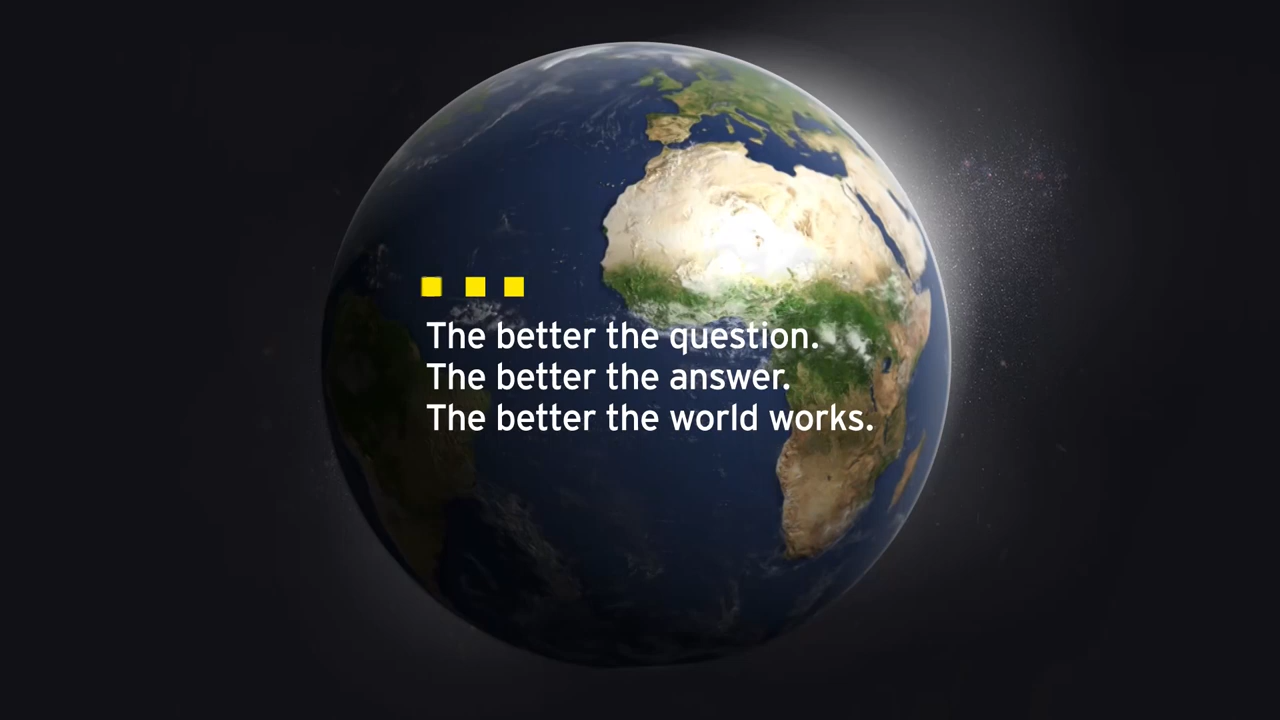 The better the question.
The better the answer.
The better the world works.